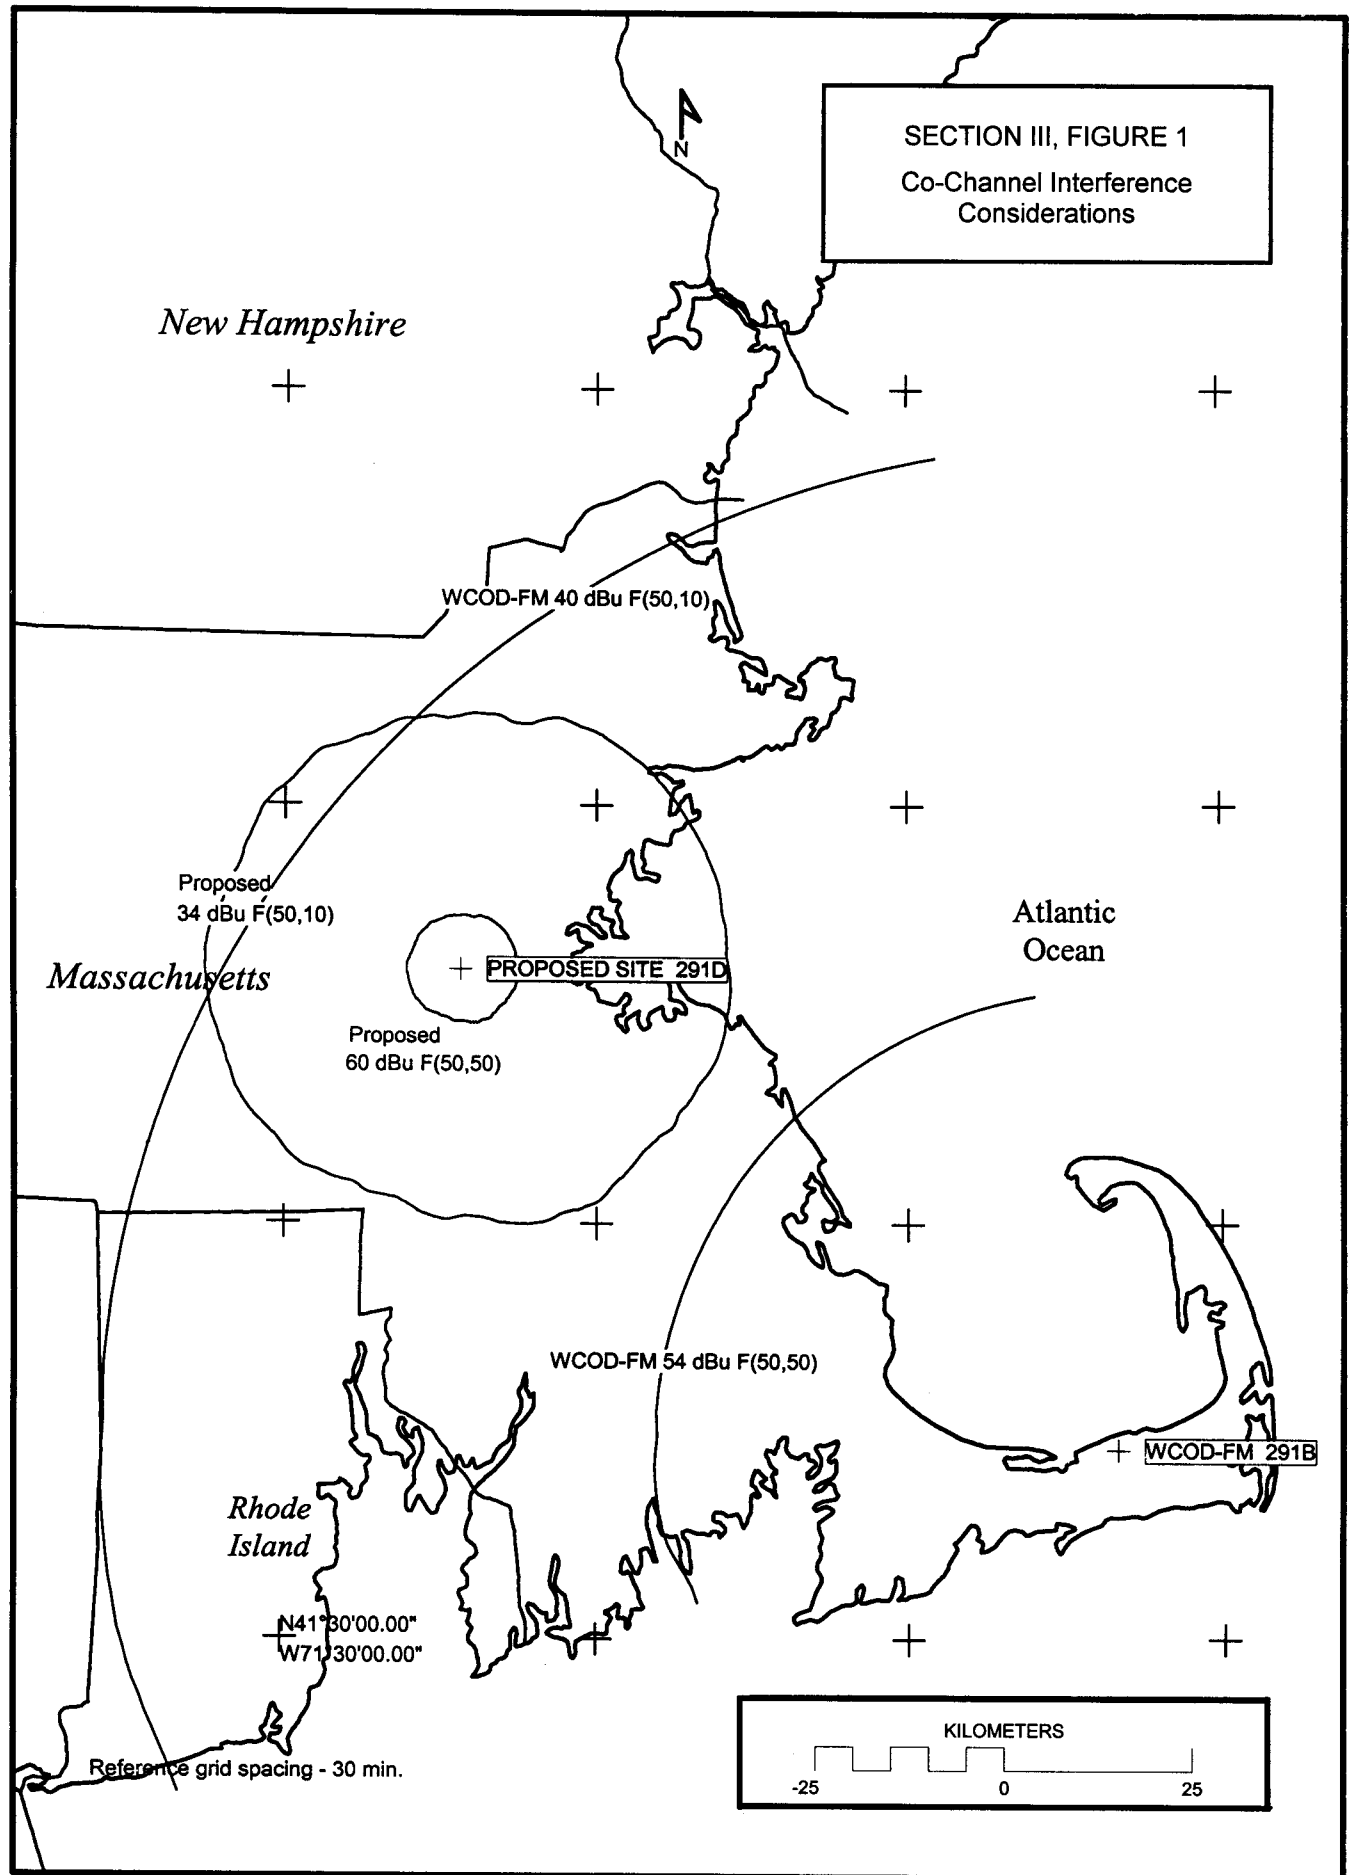 SECTION III, FIGURE 1
Co-Channel Interference
Considerations
N
New Hampshire
WCOD-FM 40 dBu F(50,10)
Proposed
34 dBu F(50,10)
Atlantic
Ocean
Massachusetts
PROPOSED SITE 291D
Proposed
60 dBu F(50,50)
WCOD-FM 54 dBu F(50,50)
WCOD-FM 291B
Rhode
Island
N41°30'00.00"
W71°30'00.00"
KILOMETERS
-25 0 25
Reference grid spacing - 30 min.